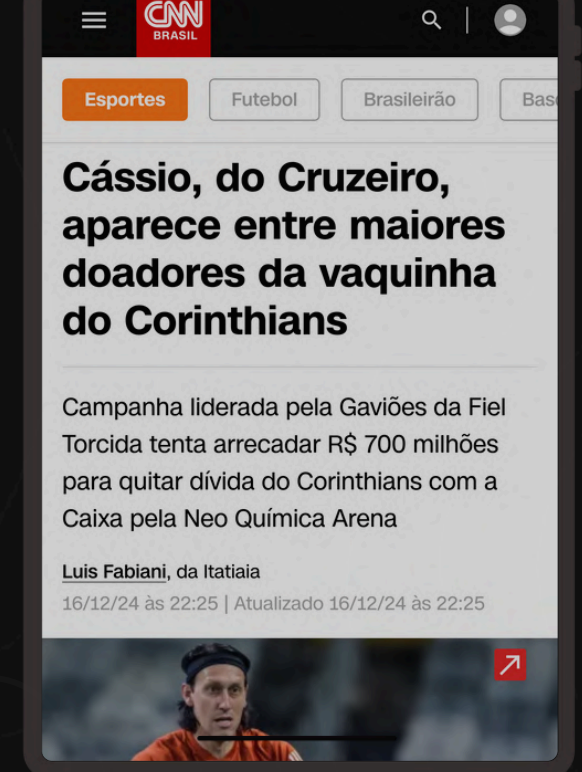 CNN
BRASIL
Esportes
Futebol
Brasileirão
Cássio, do Cruzeiro,
aparece entre maiores
doadores da vaquinha
do Corinthians
Campanha liderada pela Gaviões da Fiel
Torcida tenta arrecadar R$ 700 milhões
para quitar dívida do Corinthians com a
Caixa pela Neo Química Arena
Luis Fabiani, da Itatiaia
16/12/24 às 22:25 | Atualizado 16/12/24 às 22:25